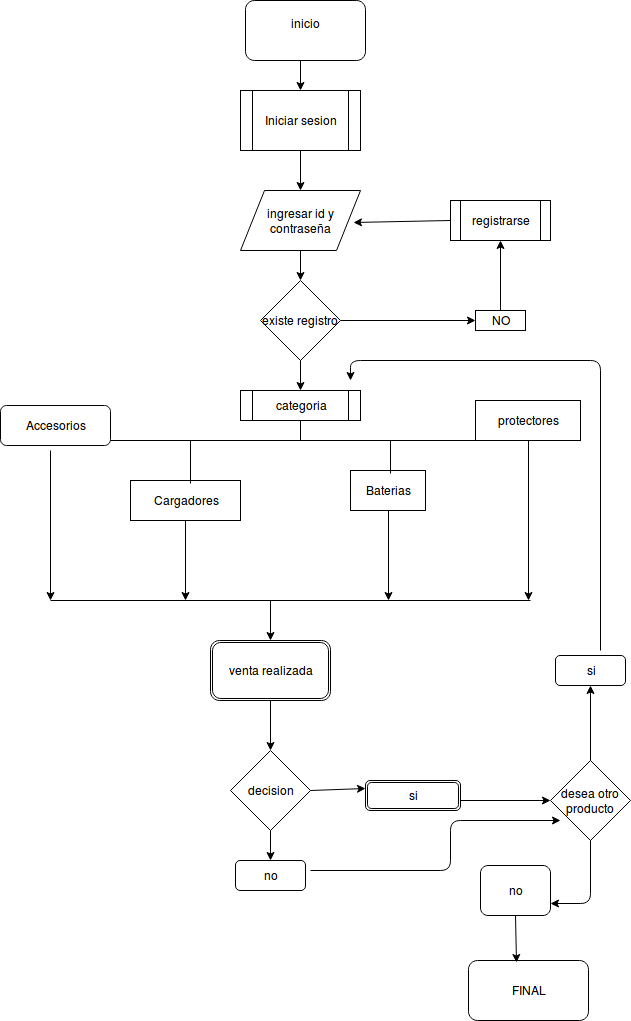 inicio
Iniciar sesion
ingresar id y
contraseña
registrarse
existe registro
NO
categoria
Accesorios
protectores
Cargadores
Baterias
venta realizada
si
decision
si
desea otro
producto
no
no
FINAL